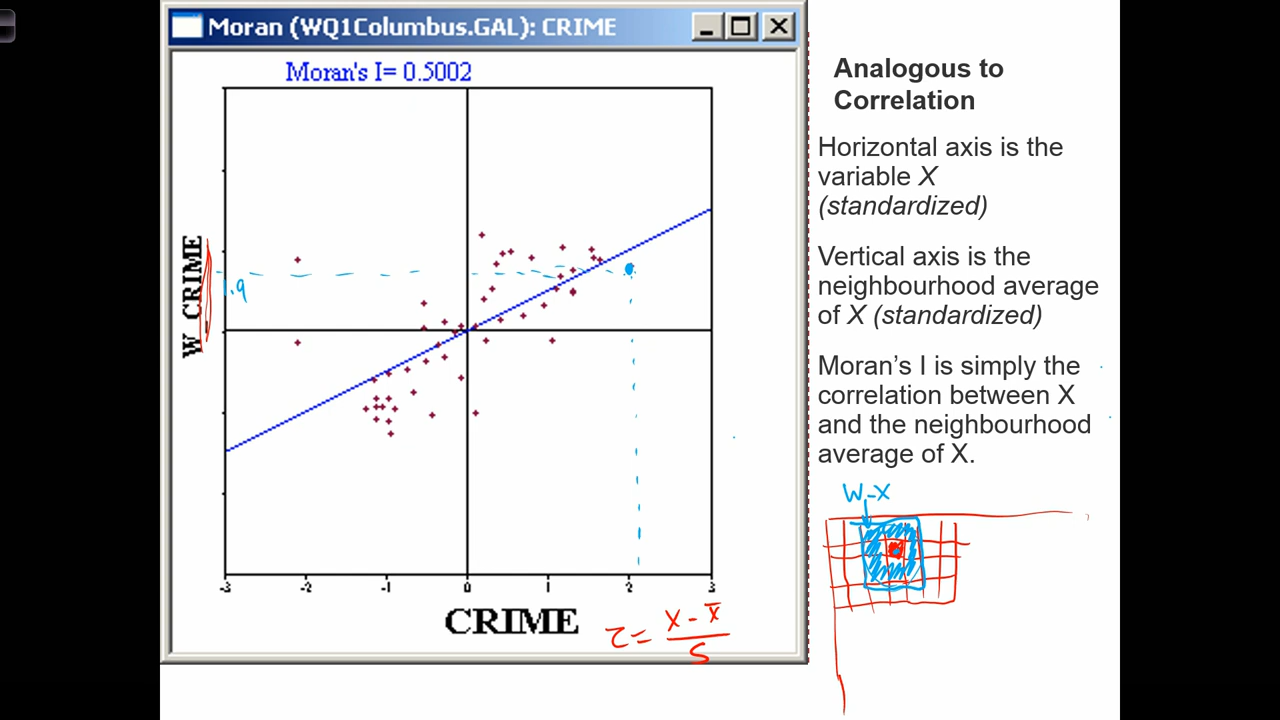 Moran (WQ1Columbus.GAL): CRIME
Moran's I= 0.5002
W_CRIME
1.9
-3 -2 -1 0 1 2 3
CRIME
z = x - x̄
s
Analogous to
Correlation
Horizontal axis is the
variable X
(standardized)
Vertical axis is the
neighbourhood average
of X (standardized)
Moran's I is simply the
correlation between X
and the neighbourhood
average of X.
W-X